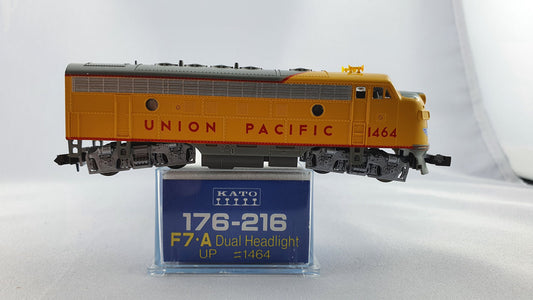 UNION PACIFIC 1464
KATO
176-216
F7·A Dual Headlight
UP #1464